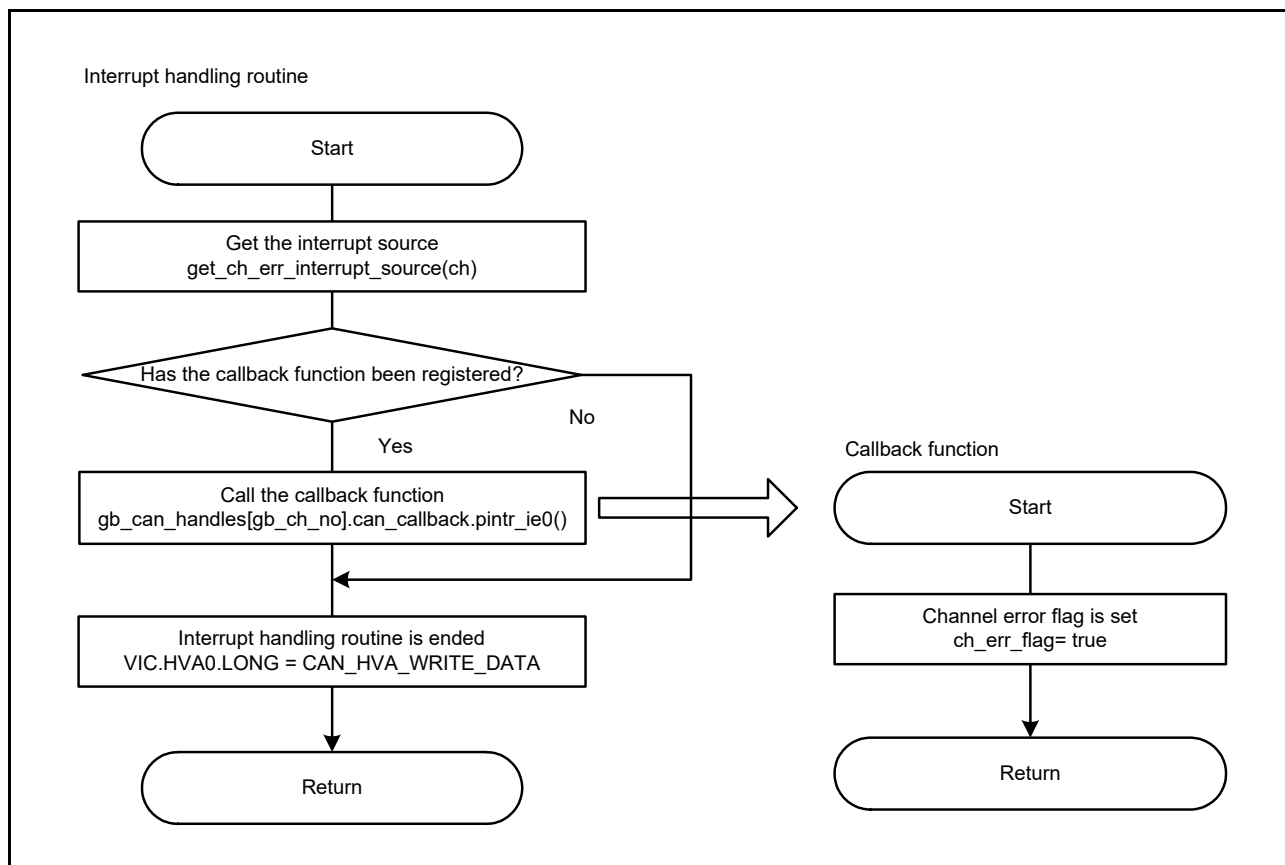 Interrupt handling routine
Start
Get the interrupt source
get_ch_err_interrupt_source(ch)
Has the callback function been registered?
No
Yes
Call the callback function
gb_can_handles[gb_ch_no].can_callback.pintr_ie0()
Interrupt handling routine is ended
VIC.HVA0.LONG = CAN_HVA_WRITE_DATA
Return
Callback function
Start
Channel error flag is set
ch_err_flag= true
Return